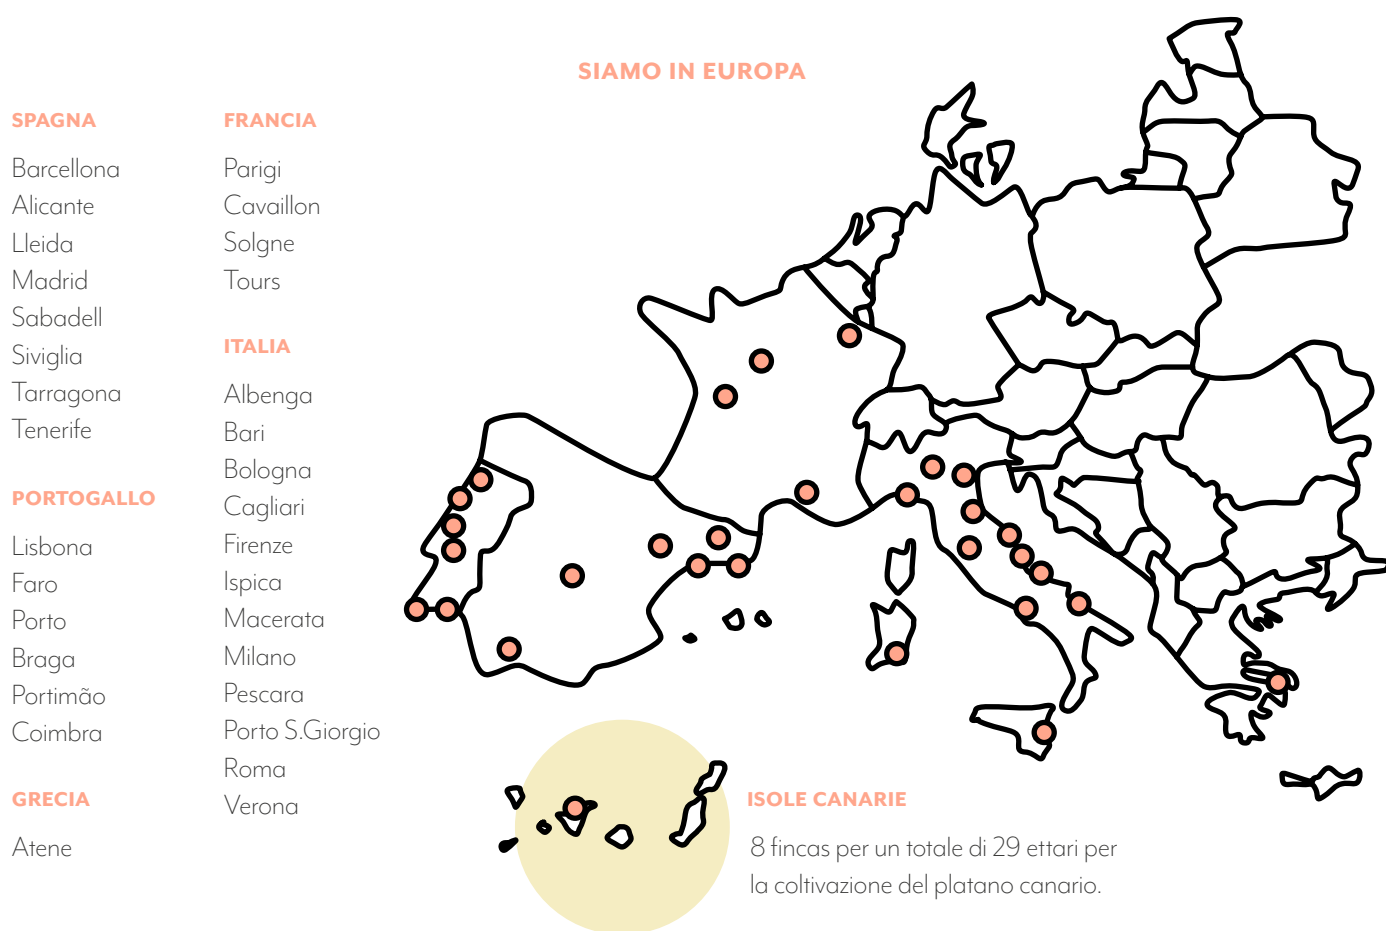 SIAMO IN EUROPA
SPAGNA
Barcellona
Alicante
Lleida
Madrid
Sabadell
Siviglia
Tarragona
Tenerife
PORTOGALLO
Lisbona
Faro
Porto
Braga
Portimão
Coimbra
GRECIA
Atene
FRANCIA
Parigi
Cavaillon
Solgne
Tours
ITALIA
Albenga
Bari
Bologna
Cagliari
Firenze
Ispica
Macerata
Milano
Pescara
Porto S.Giorgio
Roma
Verona
ISOLE CANARIE
8 fincas per un totale di 29 ettari per
la coltivazione del platano canario.